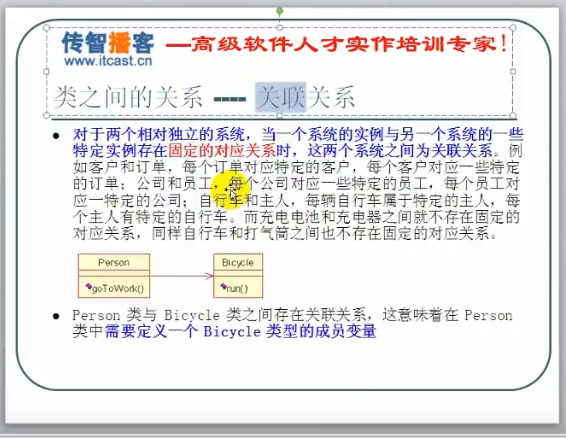 传智播客 —高级软件人才实作培训专家!
www.itcast.cn
类之间的关系 ---- 关联关系
● 对于两个相对独立的系统，当一个系统的实例与另一个系统的一些
特定实例存在固定的对应关系时，这两个系统之间为关联关系。例
如客户和订单，每个订单对应特定的客户，每个客户对应一些特定
的订单；公司和员工，每个公司对应一些特定的员工，每个员工对
应一特定的公司；自行车和主人，每辆自行车属于特定的主人，每
个主人有特定的自行车。而充电电池和充电器之间就不存在固定的
对应关系，同样自行车和打气筒之间也不存在固定的对应关系。
Person Bicycle
goToWork() run()
● Person 类与 Bicycle 类之间存在关联关系，这意味着在 Person
类中需要定义一个 Bicycle 类型的成员变量